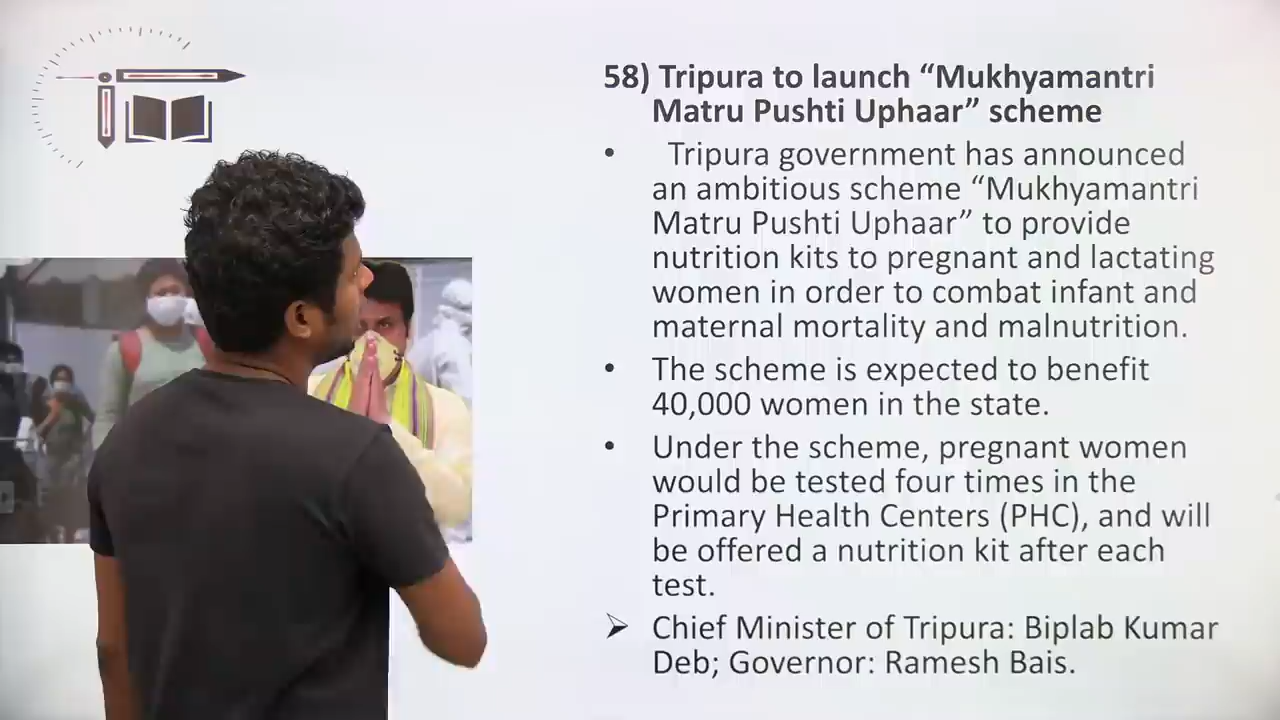 58) Tripura to launch “Mukhyamantri
Matru Pushti Uphaar” scheme
• Tripura government has announced
an ambitious scheme “Mukhyamantri
Matru Pushti Uphaar” to provide
nutrition kits to pregnant and lactating
women in order to combat infant and
maternal mortality and malnutrition.
• The scheme is expected to benefit
40,000 women in the state.
• Under the scheme, pregnant women
would be tested four times in the
Primary Health Centers (PHC), and will
be offered a nutrition kit after each
test.
➢ Chief Minister of Tripura: Biplab Kumar
Deb; Governor: Ramesh Bais.